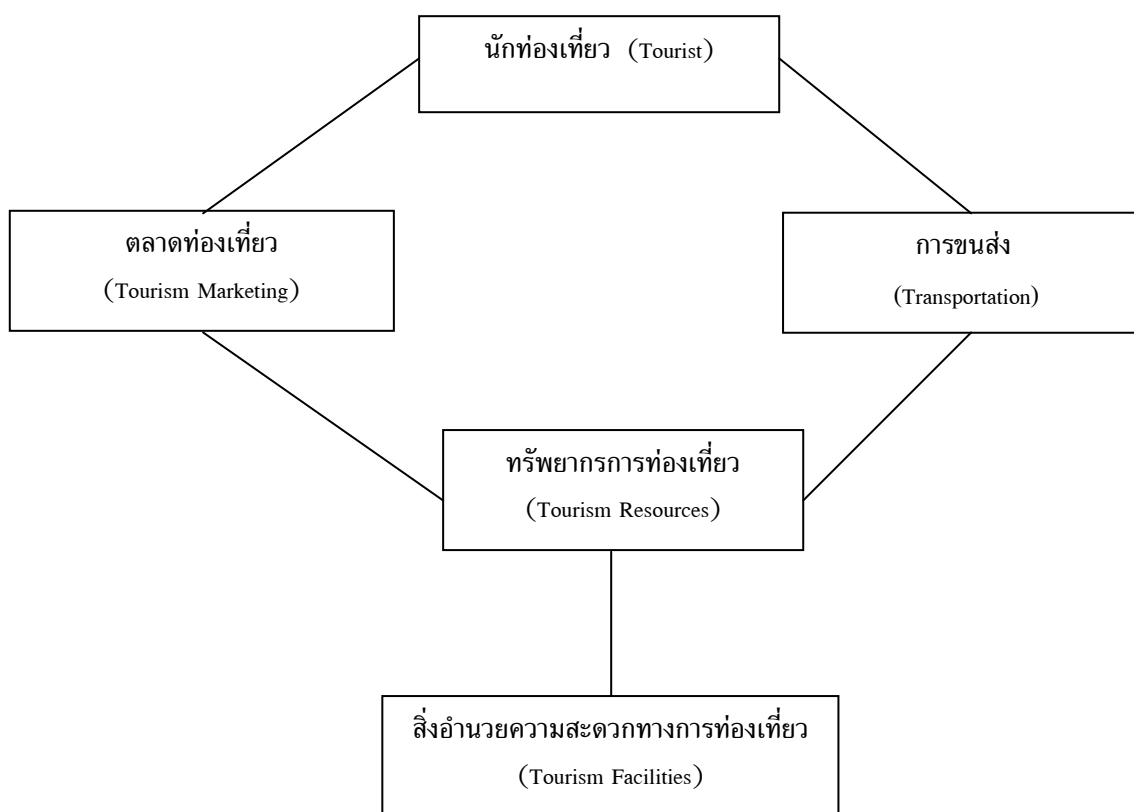 นักท่องเที่ยว (Tourist)
ตลาดท่องเที่ยว
(Tourism Marketing)
การขนส่ง
(Transportation)
ทรัพยากรการท่องเที่ยว
(Tourism Resources)
สิ่งอำนวยความสะดวกทางการท่องเที่ยว
(Tourism Facilities)